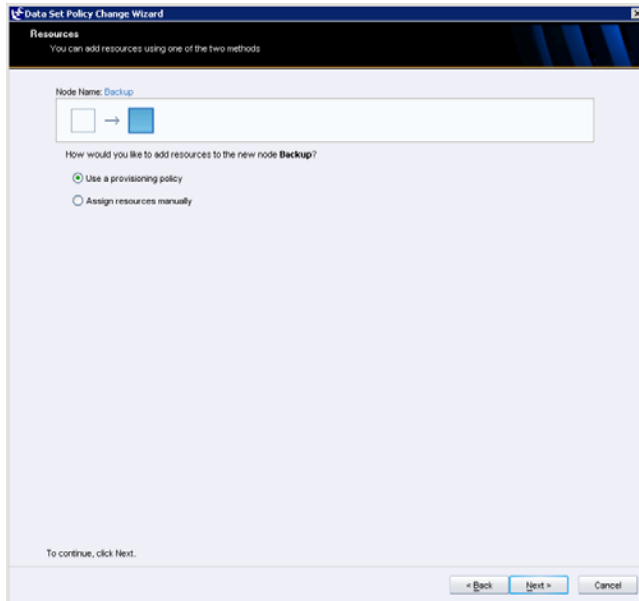 Data Set Policy Change Wizard
Resources
You can add resources using one of the two methods
Node Name: Backup
How would you like to add resources to the new node Backup?
Use a provisioning policy
Assign resources manually
To continue, click Next.
< Back Next > Cancel